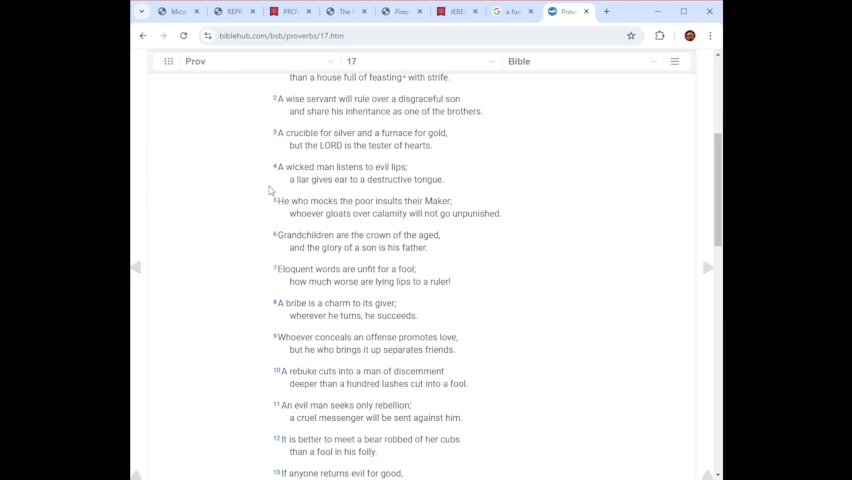 Mica
REPR
PROV
The
Pino
JERE
a foo
Prov
biblehub.com/bsb/proverbs/17.htm
Prov 17 Bible
than a house full of feasting a with strife.
2 A wise servant will rule over a disgraceful son
and share his inheritance as one of the brothers.
3 A crucible for silver and a furnace for gold,
but the LORD is the tester of hearts.
4 A wicked man listens to evil lips;
a liar gives ear to a destructive tongue.
5 He who mocks the poor insults their Maker;
whoever gloats over calamity will not go unpunished.
6 Grandchildren are the crown of the aged,
and the glory of a son is his father.
7 Eloquent words are unfit for a fool;
how much worse are lying lips to a ruler!
8 A bribe is a charm to its giver;
wherever he turns, he succeeds.
9 Whoever conceals an offense promotes love,
but he who brings it up separates friends.
10 A rebuke cuts into a man of discernment
deeper than a hundred lashes cut into a fool.
11 An evil man seeks only rebellion;
a cruel messenger will be sent against him.
12 It is better to meet a bear robbed of her cubs
than a fool in his folly.
13 If anyone returns evil for good,